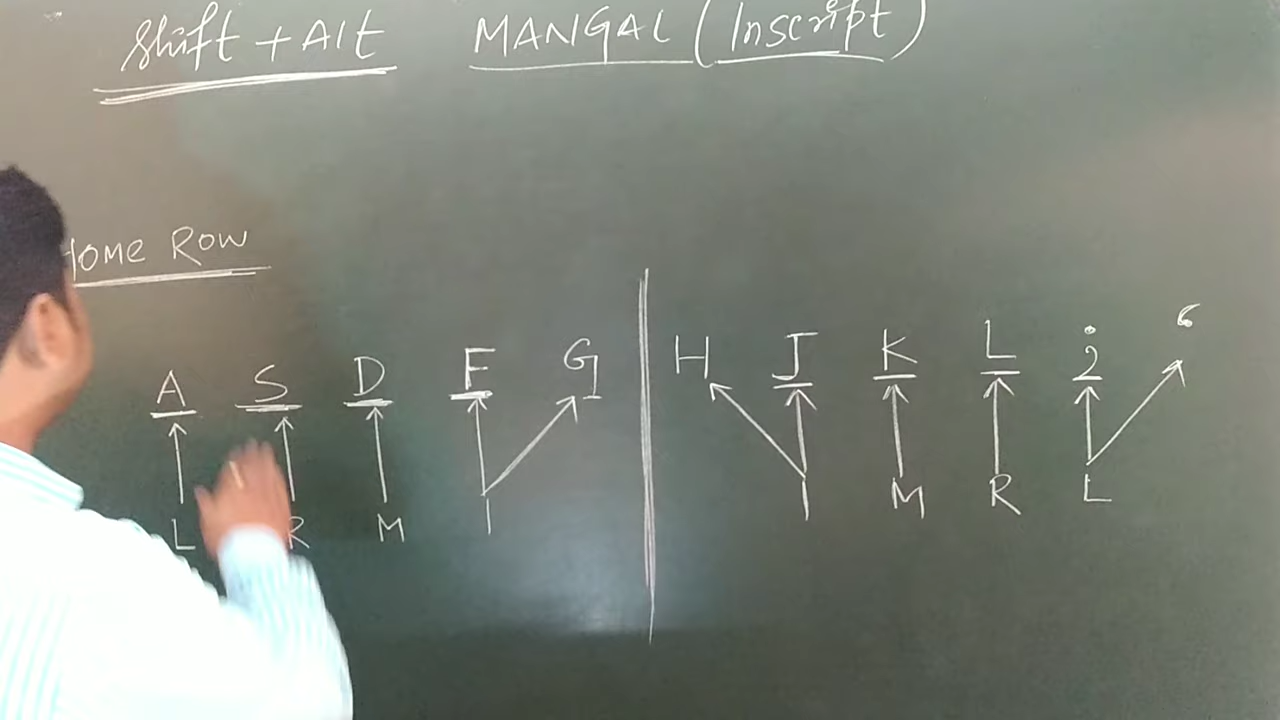 Shift + Alt MANGAL (Inscript)
Home Row
A S D F G H J K L ; ‘
L R M I I M R L